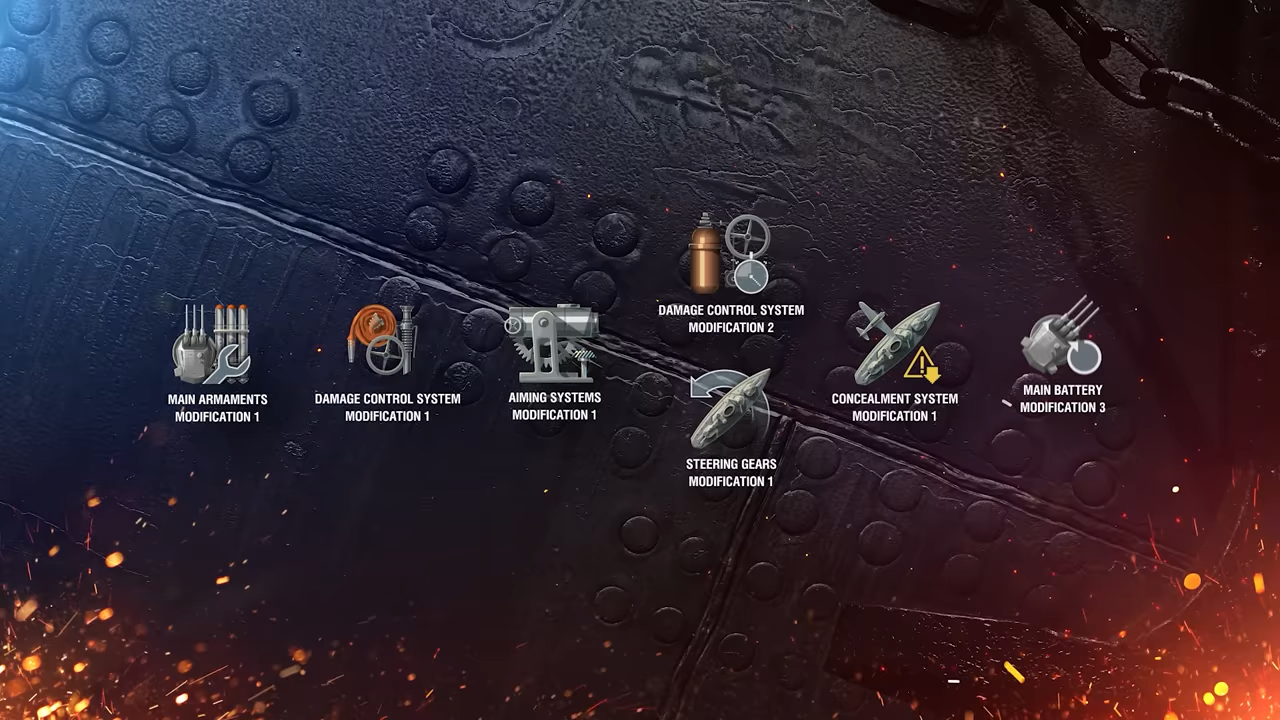 MAIN ARMAMENTS
MODIFICATION 1
DAMAGE CONTROL SYSTEM
MODIFICATION 1
AIMING SYSTEMS
MODIFICATION 1
DAMAGE CONTROL SYSTEM
MODIFICATION 2
STEERING GEARS
MODIFICATION 1
CONCEALMENT SYSTEM
MODIFICATION 1
MAIN BATTERY
MODIFICATION 3